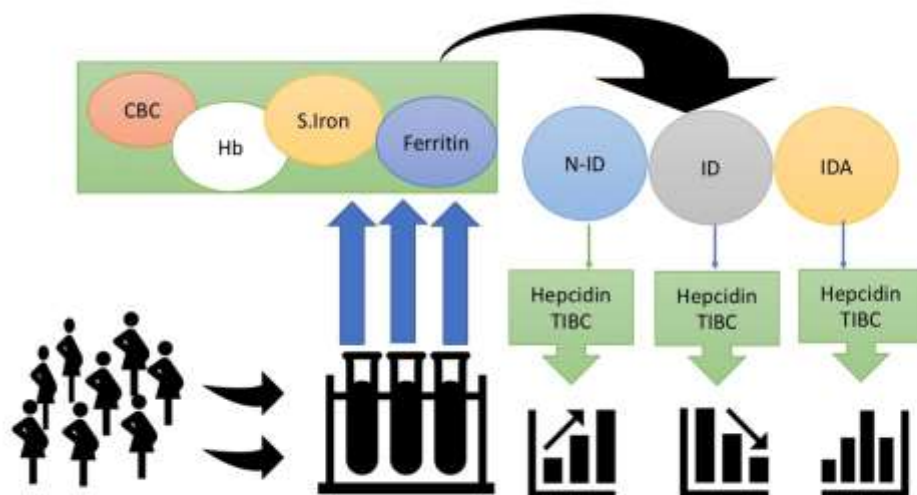 CBC
Hb
S.Iron
Ferritin
N-ID
ID
IDA
Hepcidin
TIBC
Hepcidin
TIBC
Hepcidin
TIBC